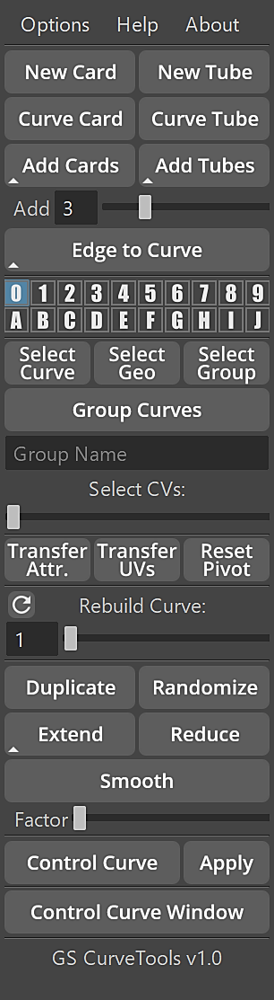 Options Help About
New Card New Tube
Curve Card Curve Tube
Add Cards Add Tubes
Add 3
Edge to Curve
0 1 2 3 4 5 6 7 8 9
A B C D E F G H I J
Select Curve Select Geo Select Group
Group Curves
Group Name
Select CVs:
Transfer Attr. Transfer UVs Reset Pivot
Rebuild Curve:
1
Duplicate Randomize
Extend Reduce
Smooth
Factor
Control Curve Apply
Control Curve Window
GS CurveTools v1.0